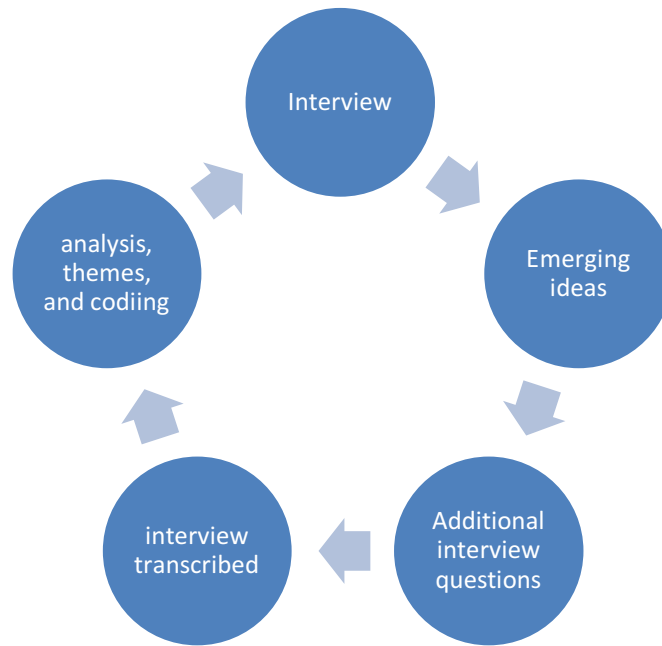 Interview
Emerging
ideas
Additional
interview
questions
interview
transcribed
analysis,
themes,
and codiing